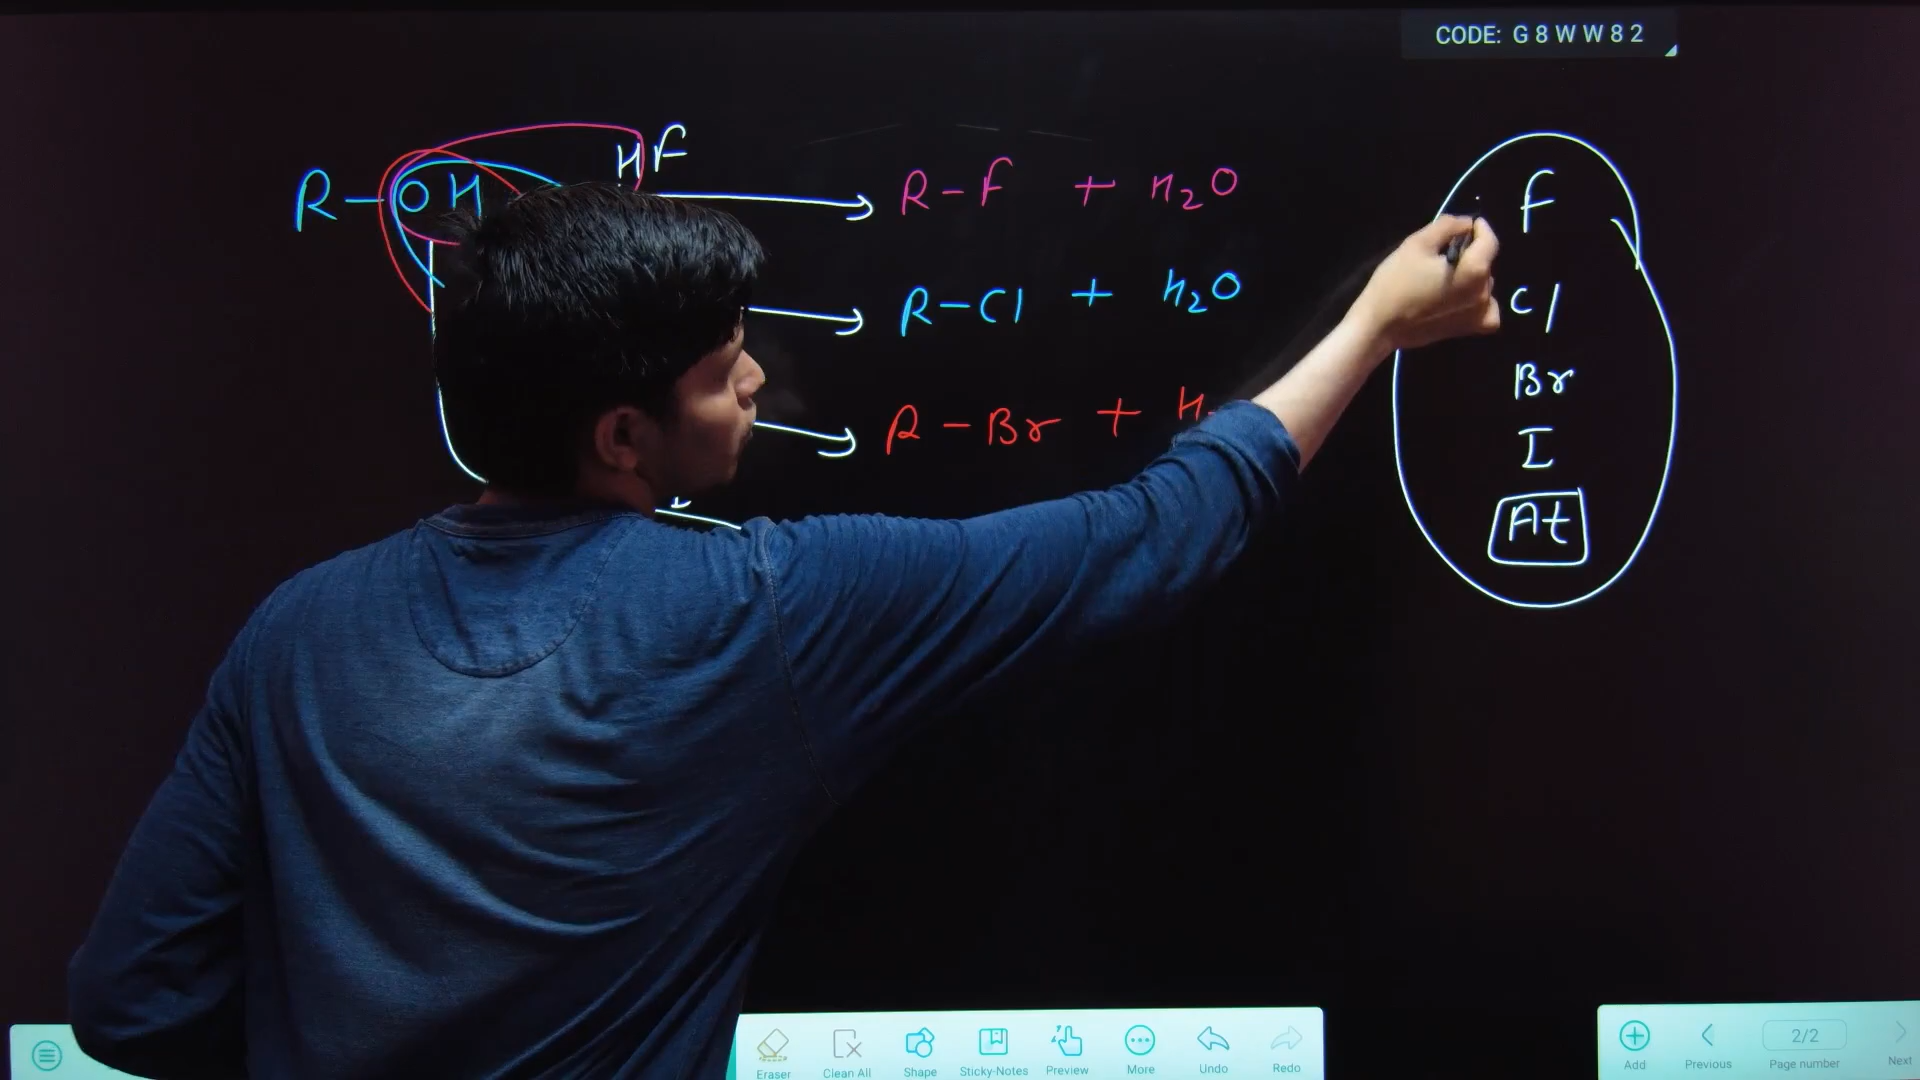 CODE: G8WW82
HF
R-OH
R-F + H₂O
R-Cl + H₂O
R-Br + H
F
Cl
Br
I
At
Eraser
Clean All
Shape
Sticky-Notes
Preview
More
Undo
Redo
Add
Previous
2/2
Page number
Next